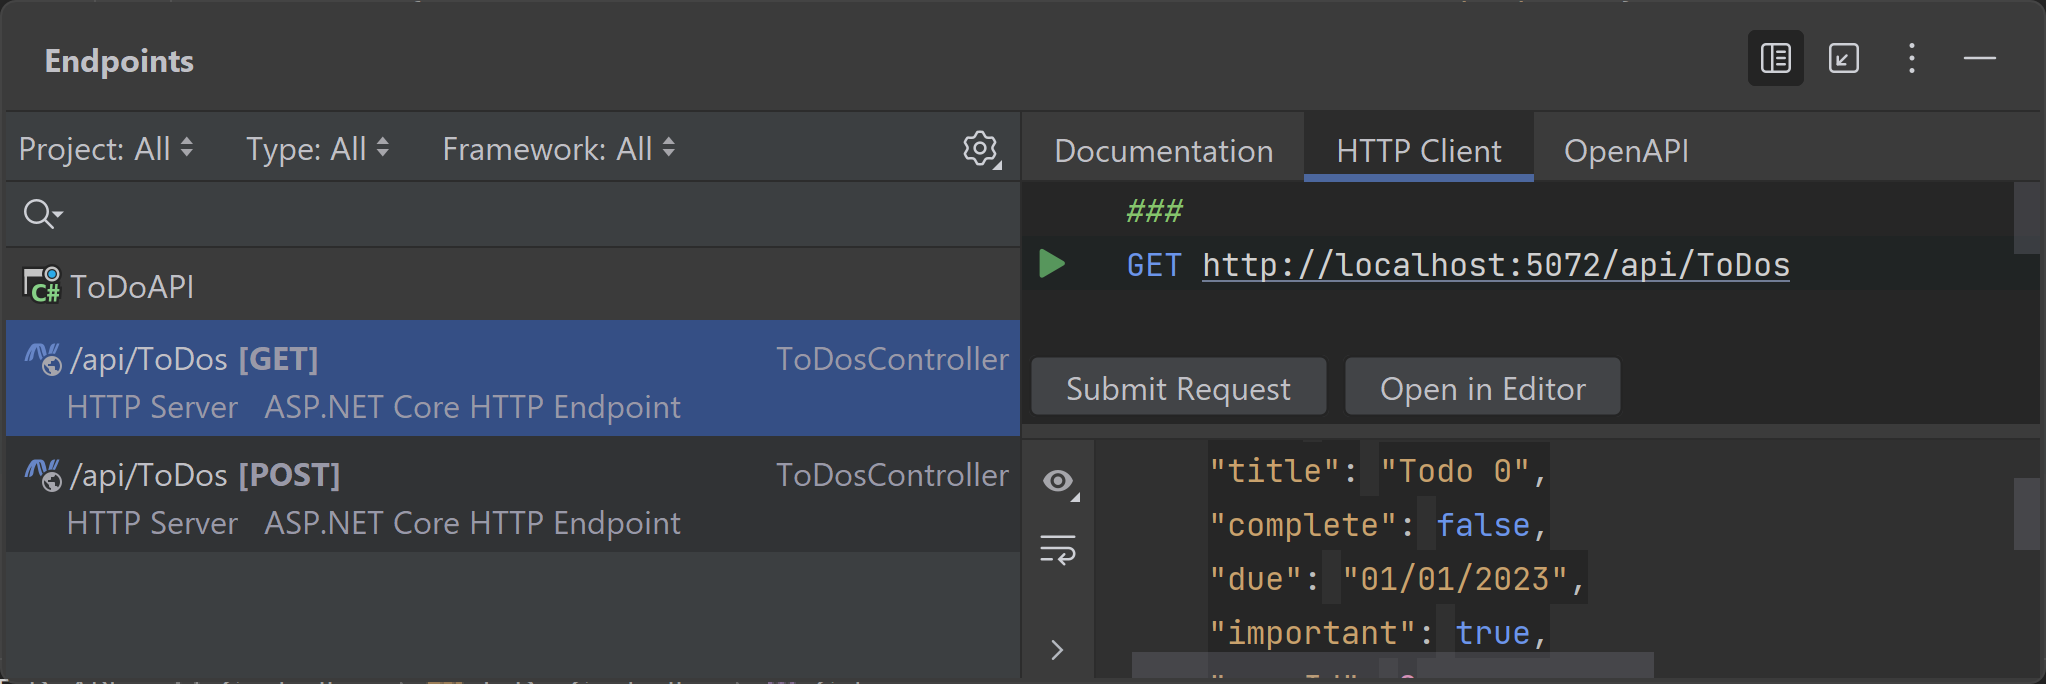 Endpoints
Project: All
Type: All
Framework: All
ToDoAPI
/api/ToDos [GET]
ToDosController
HTTP Server
ASP.NET Core HTTP Endpoint
/api/ToDos [POST]
ToDosController
HTTP Server
ASP.NET Core HTTP Endpoint
Documentation
HTTP Client
OpenAPI
###
GET http://localhost:5072/api/ToDos
Submit Request
Open in Editor
"title": "Todo 0",
"complete": false,
"due": "01/01/2023",
"important": true,